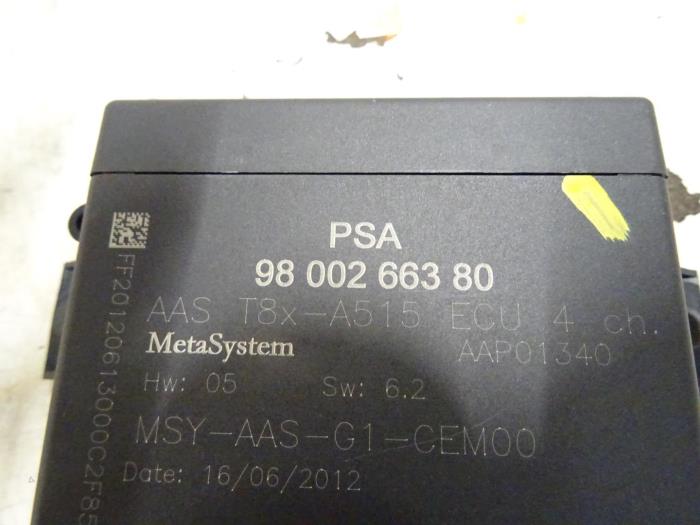 PSA
98 002 663 80
AAS T8x-A515 ECU 4 ch.
MetaSystem AAP01340
Hw: 05 Sw: 6.2
MSY-AAS-G1-CEM00
Date: 16/06/2012
FF20120613000C2F85